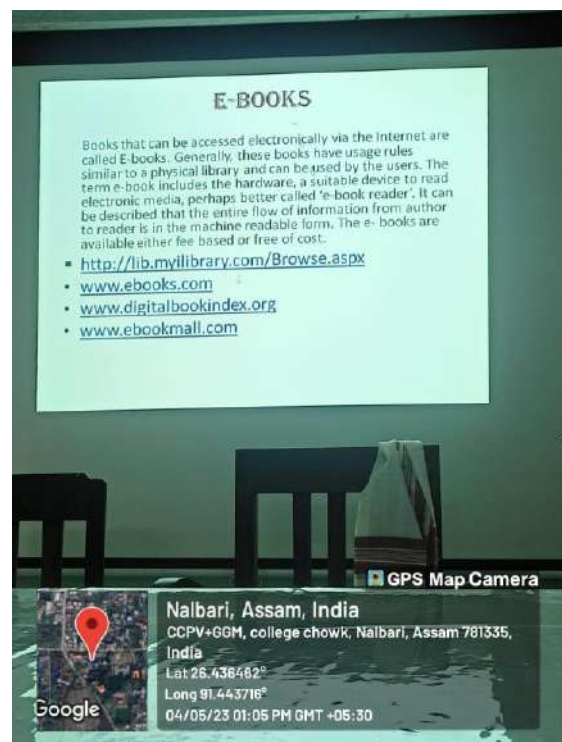 E-BOOKS
Books that can be accessed electronically via the Internet are
called E-books. Generally, these books have usage rules
similar to a physical library and can be used by the users. The
term e-book includes the hardware, a suitable device to read
electronic media, perhaps better called ‘e-book reader’. It can
be described that the entire flow of information from author
to reader is in the machine readable form. The e- books are
available either fee based or free of cost.
▪ http://lib.myilibrary.com/Browse.aspx
• www.ebooks.com
• www.digitalbookindex.org
• www.ebookmall.com
GPS Map Camera
Nalbari, Assam, India
CCPV+GGM, college chowk, Nalbari, Assam 781335,
India
Lat 26.436462°
Long 91.443716°
04/05/23 01:05 PM GMT +05:30
Google